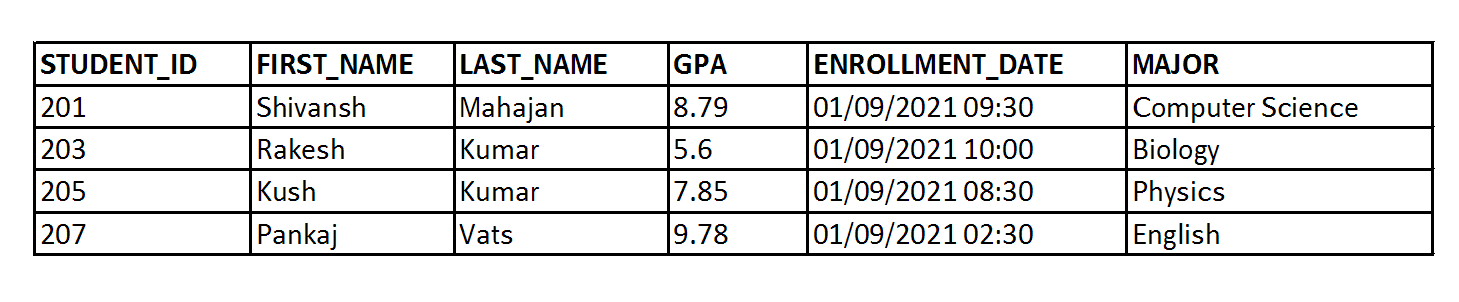 STUDENT_ID FIRST_NAME LAST_NAME GPA ENROLLMENT_DATE MAJOR
201 Shivansh Mahajan 8.79 01/09/2021 09:30 Computer Science
203 Rakesh Kumar 5.6 01/09/2021 10:00 Biology
205 Kush Kumar 7.85 01/09/2021 08:30 Physics
207 Pankaj Vats 9.78 01/09/2021 02:30 English